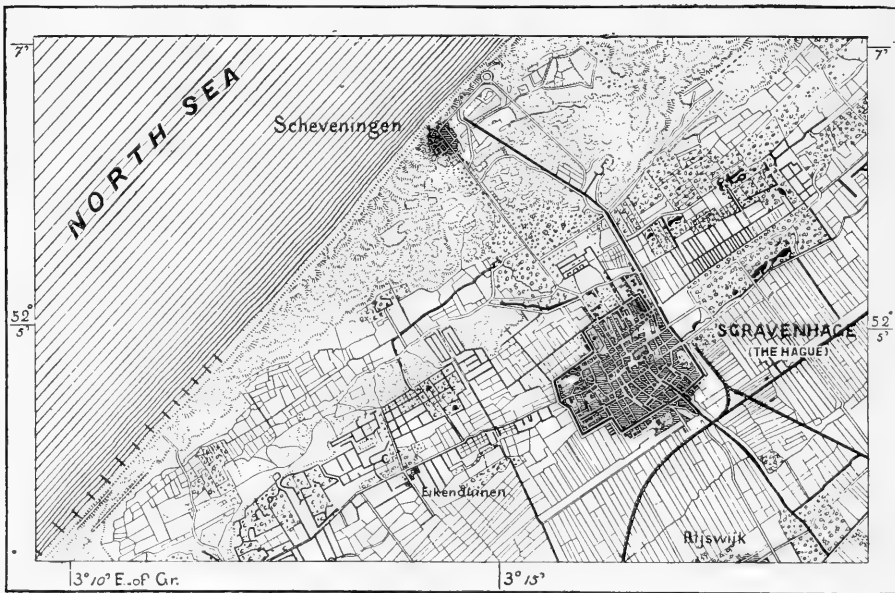 7'
7'
NORTH SEA
Scheveningen
52°
5'
SGRAVENHAGE
(THE HAGUE)
52°
5'
Eikenduinen
Rijswijk
3°10' E. of Gr.
3°15'